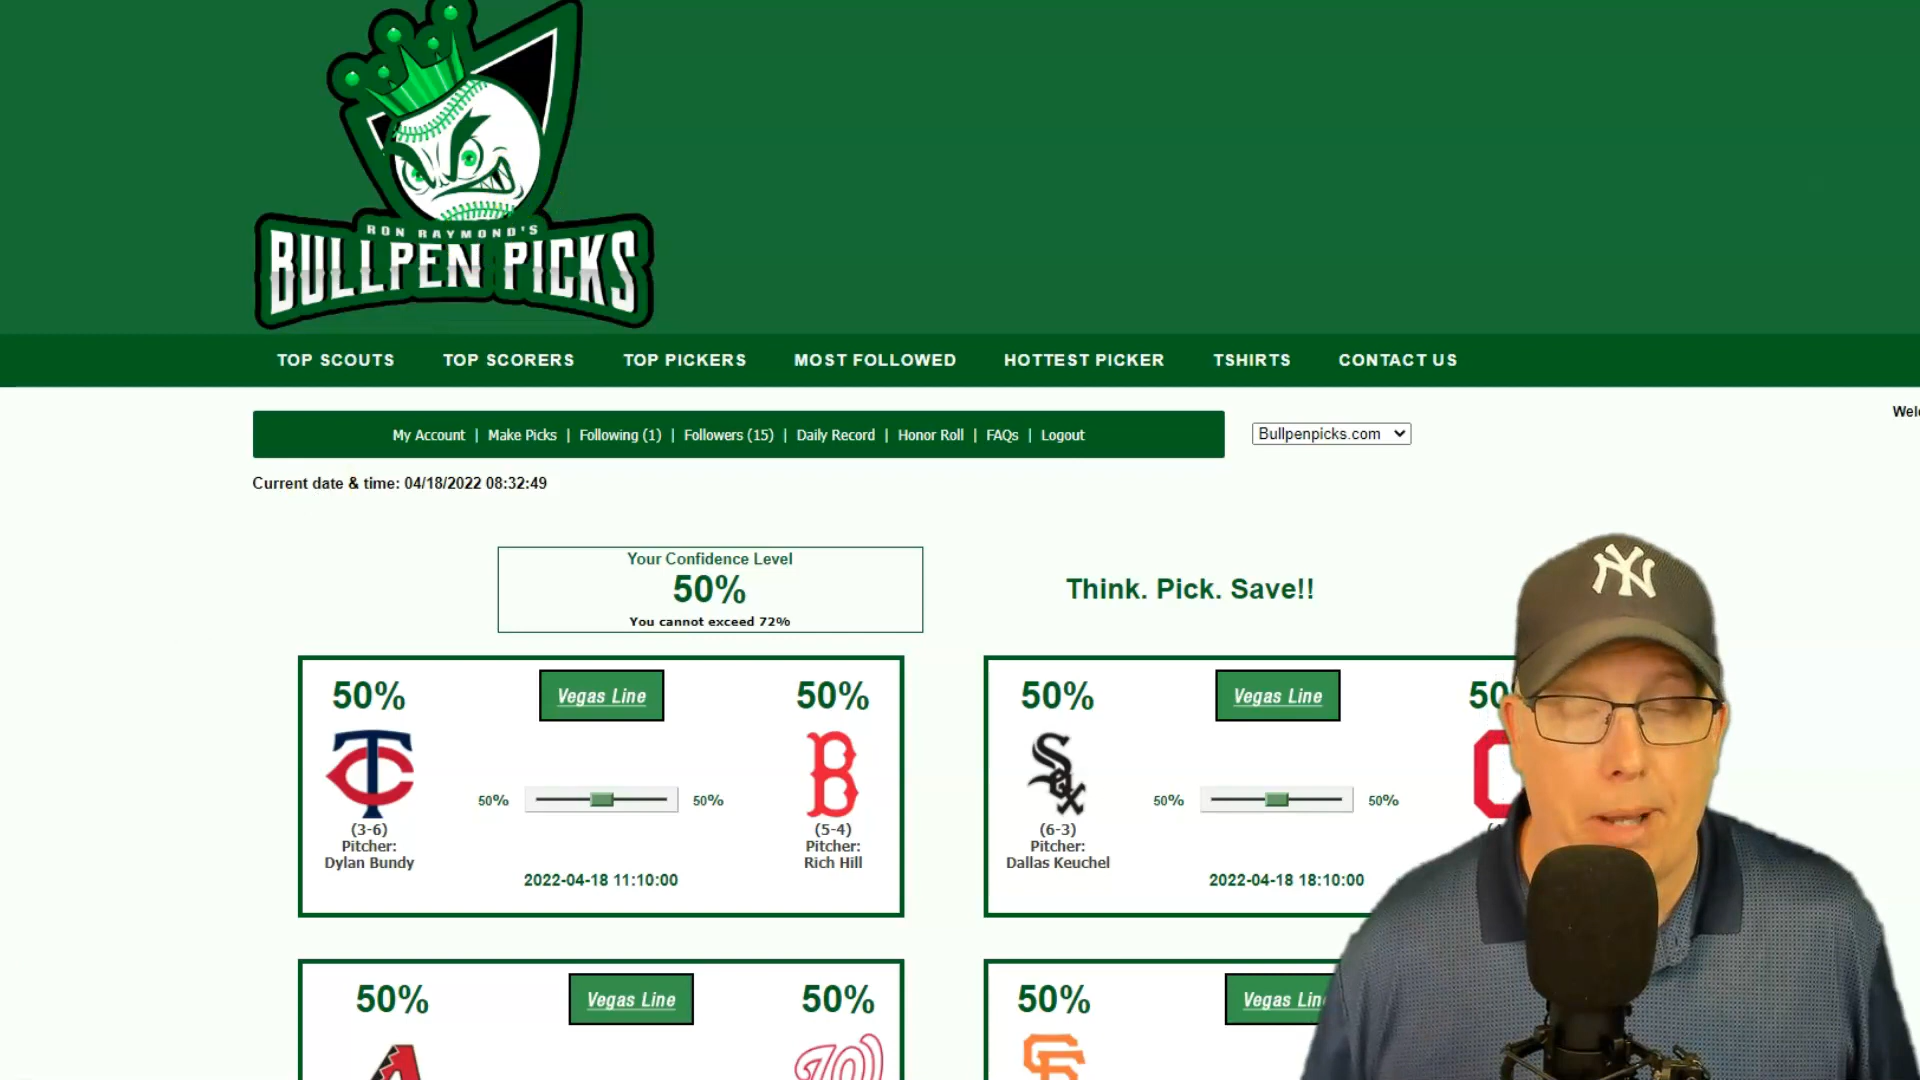 RON RAYMOND'S
BULLPEN PICKS
TOP SCOUTS TOP SCORERS TOP PICKERS MOST FOLLOWED HOTTEST PICKER TSHIRTS CONTACT US
My Account | Make Picks | Following (1) | Followers (15) | Daily Record | Honor Roll | FAQs | Logout
Bullpenpicks.com
Current date & time: 04/18/2022 08:32:49
Your Confidence Level
50%
You cannot exceed 72%
Think. Pick. Save!!
50% Vegas Line 50%
50% 50%
(3-6) (5-4)
Pitcher: Pitcher:
Dylan Bundy Rich Hill
2022-04-18 11:10:00
50% Vegas Line
50% 50%
(6-3)
Pitcher:
Dallas Keuchel
2022-04-18 18:10:00
NY
50% Vegas Line 50%
50% Vegas
SF